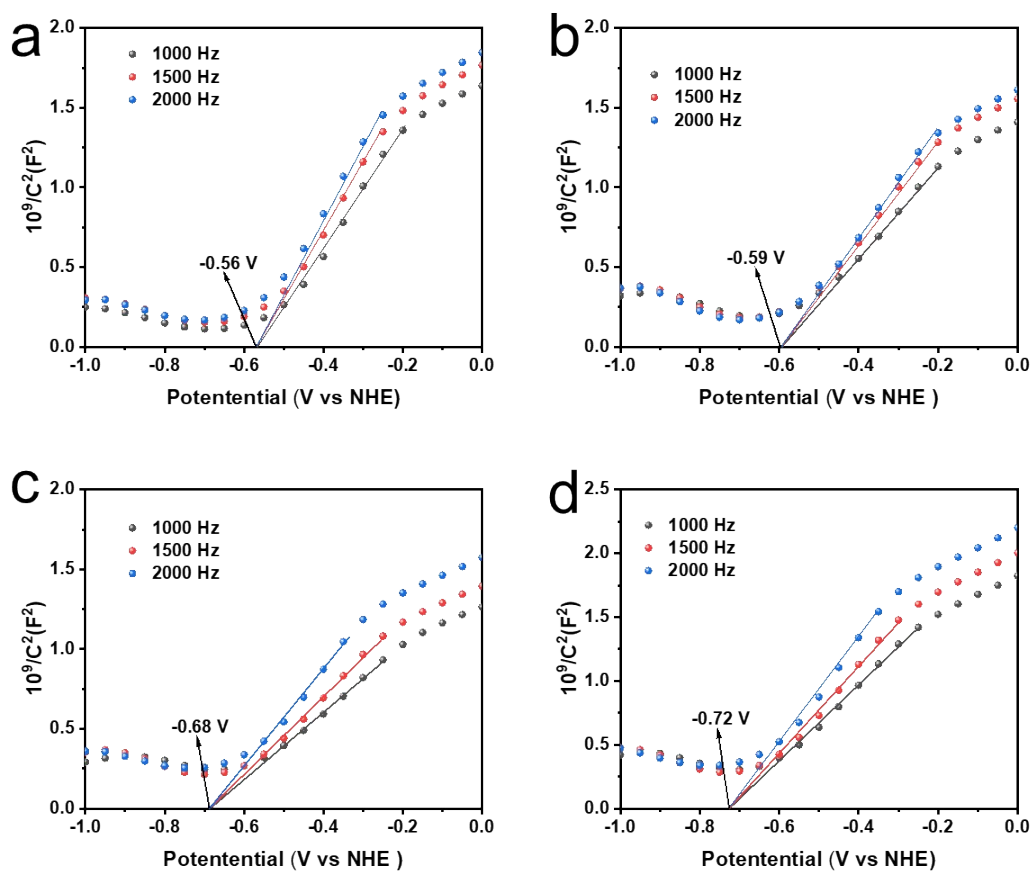 a
2.0
1.5
1.0
0.5
0.0
10⁹/C²(F²)
1000 Hz
1500 Hz
2000 Hz
-0.56 V
-1.0 -0.8 -0.6 -0.4 -0.2 0.0
Potentential (V vs NHE)
b
2.0
1.5
1.0
0.5
0.0
10⁹/C²(F²)
1000 Hz
1500 Hz
2000 Hz
-0.59 V
-1.0 -0.8 -0.6 -0.4 -0.2 0.0
Potentential (V vs NHE )
c
2.0
1.5
1.0
0.5
0.0
10⁹/C²(F²)
1000 Hz
1500 Hz
2000 Hz
-0.68 V
-1.0 -0.8 -0.6 -0.4 -0.2 0.0
Potentential (V vs NHE )
d
2.5
2.0
1.5
1.0
0.5
0.0
10⁹/C²(F²)
1000 Hz
1500 Hz
2000 Hz
-0.72 V
-1.0 -0.8 -0.6 -0.4 -0.2 0.0
Potentential (V vs NHE)